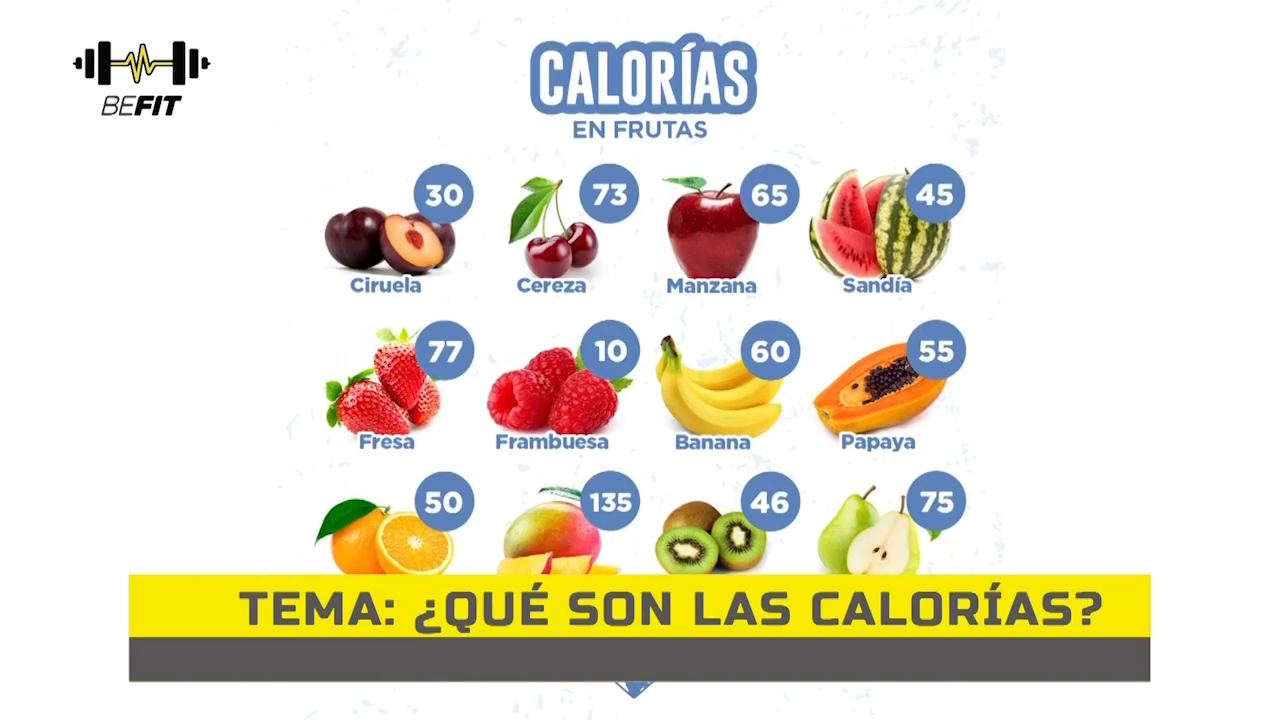 BEFIT
CALORÍAS
EN FRUTAS
30
73
65
45
Ciruela
Cereza
Manzana
Sandía
77
10
60
55
Fresa
Frambuesa
Banana
Papaya
50
135
46
75
TEMA: ¿QUÉ SON LAS CALORÍAS?